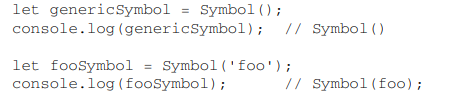 let genericSymbol = Symbol();
console.log(genericSymbol);  // Symbol()
let fooSymbol = Symbol('foo');
console.log(fooSymbol);      // Symbol(foo);